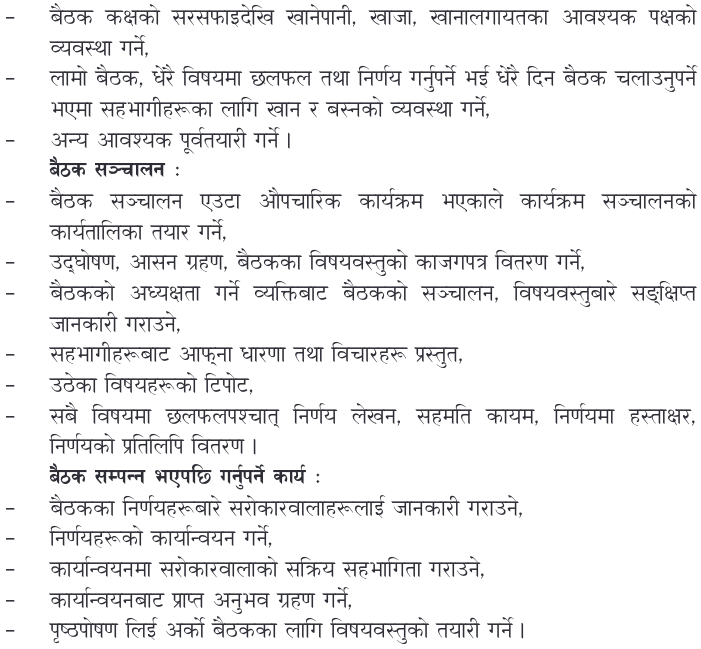 - बैठक कक्षको सरसफाइदेखि खानेपानी, खाजा, खानालगायतका आवश्यक पक्षको
व्यवस्था गर्ने,
- लामो बैठक, धेरै विषयमा छलफल तथा निर्णय गर्नुपर्ने भई धेरै दिन बैठक चलाउनुपर्ने
भएमा सहभागीहरूका लागि खान र बस्नको व्यवस्था गर्ने,
- अन्य आवश्यक पूर्वतयारी गर्ने ।
बैठक सञ्चालन :
- बैठक सञ्चालन एउटा औपचारिक कार्यक्रम भएकाले कार्यक्रम सञ्चालनको
कार्यतालिका तयार गर्ने,
- उद्घोषण, आसन ग्रहण, बैठकका विषयवस्तुको काजगपत्र वितरण गर्ने,
- बैठकको अध्यक्षता गर्ने व्यक्तिबाट बैठकको सञ्चालन, विषयवस्तुबारे सङ्क्षिप्त
जानकारी गराउने,
- सहभागीहरूबाट आफ्ना धारणा तथा विचारहरू प्रस्तुत,
- उठेका विषयहरूको टिपोट,
- सबै विषयमा छलफलपश्चात् निर्णय लेखन, सहमति कायम, निर्णयमा हस्ताक्षर,
निर्णयको प्रतिलिपि वितरण ।
बैठक सम्पन्न भएपछि गर्नुपर्ने कार्य :
- बैठकका निर्णयहरूबारे सरोकारवालाहरूलाई जानकारी गराउने,
- निर्णयहरूको कार्यान्वयन गर्ने,
- कार्यान्वयनमा सरोकारवालाको सक्रिय सहभागिता गराउने,
- कार्यान्वयनबाट प्राप्त अनुभव ग्रहण गर्ने,
- पृष्ठपोषण लिई अर्को बैठकका लागि विषयवस्तुको तयारी गर्ने ।